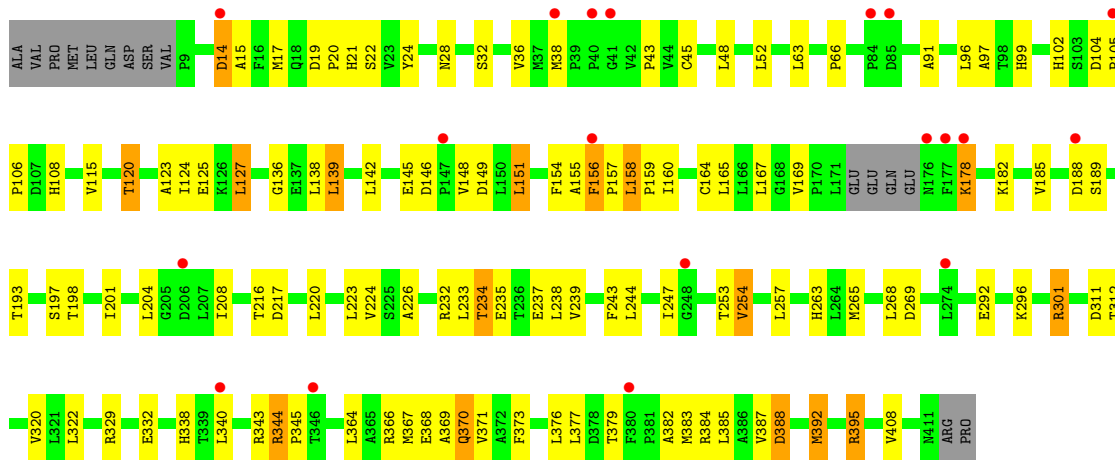 ALA VAL PRO MET LEU GLN ASP SER VAL P9 D14 A15 F16 M17 Q18 D19 P20 H21 S22 V23 Y24 N28 S32 V36 M37 M38 P39 P40 G41 V42 P43 V44 C45 L48 L52 L63 P66 P84 D85 A91 L96 A97 T98 H99 H102 S103 D104
P106 D107 H108 V115 T120 A123 I124 E125 K126 L127 G136 E137 L138 L139 L142 E145 D146 P147 V148 D149 L150 L151 F154 A155 F156 P157 L158 P159 I160 C164 L165 L166 L167 G168 V169 P170 L171 GLU GLU GLN GLU N176 F177 K178 K182 V185 D188 S189
T193 S197 T198 I201 L204 G205 D206 L207 I208 T216 D217 L220 L223 V224 S225 A226 R232 L233 T234 E235 T236 E237 L238 V239 F243 L244 I247 G248 T253 V254 L257 H263 L264 M265 L268 D269 L274 E292 K296 R301 D311
V320 L321 L322 R329 E332 H338 T339 L340 R343 R344 P345 T346 L364 A365 R366 M367 E368 A369 Q370 V371 A372 F373 L376 L377 D378 T379 F380 P381 A382 M383 R384 L385 A386 V387 D388 M392 R395 V408 N411 ARG PRO